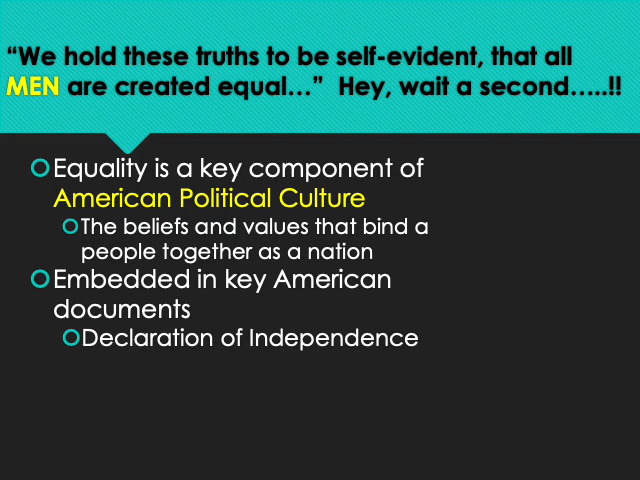 “We hold these truths to be self-evident, that all
MEN are created equal…”  Hey, wait a second…..!!
Equality is a key component of
American Political Culture
The beliefs and values that bind a
people together as a nation
Embedded in key American
documents
Declaration of Independence